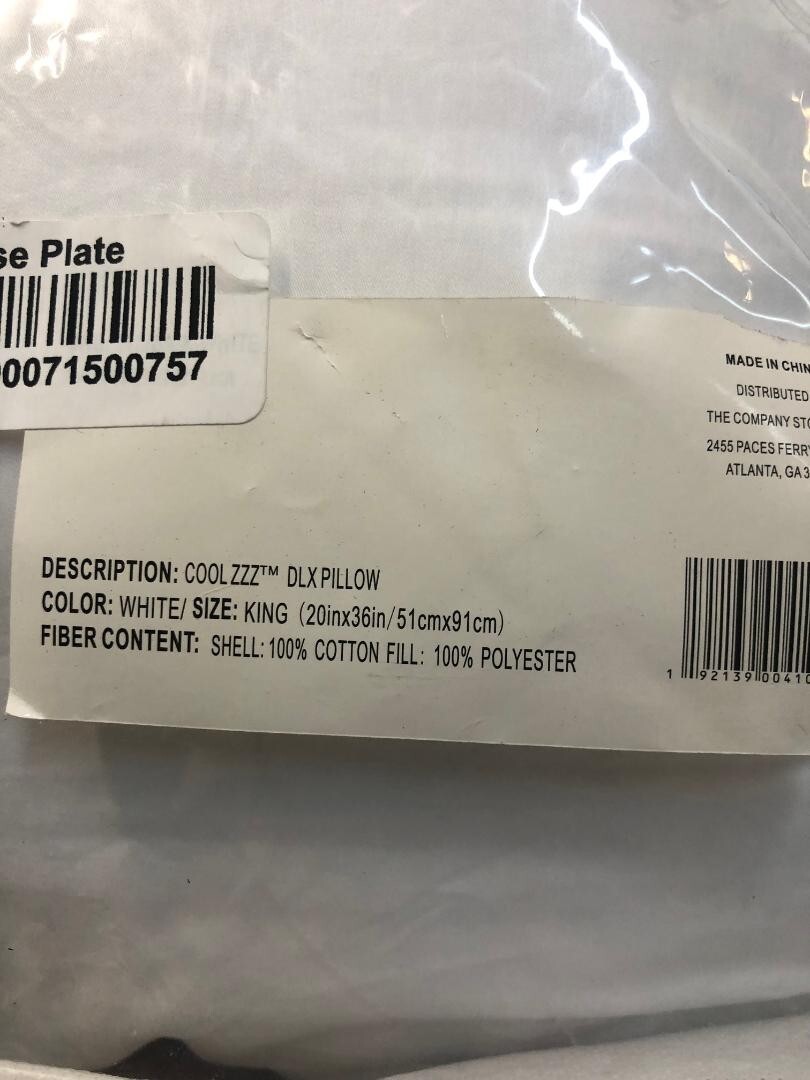 se Plate
0071500757
MADE IN CHIN
DISTRIBUTED
THE COMPANY STO
2455 PACES FERRY
ATLANTA, GA 3
DESCRIPTION: COOL ZZZ™ DLX PILLOW
COLOR: WHITE/ SIZE: KING (20inx36in/51cmx91cm)
FIBER CONTENT: SHELL: 100% COTTON FILL: 100% POLYESTER
1 92139 00410